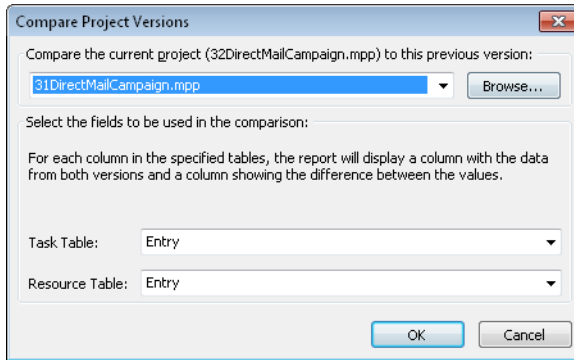 Compare Project Versions
Compare the current project (32DirectMailCampaign.mpp) to this previous version:
31DirectMailCampaign.mpp
Browse...
Select the fields to be used in the comparison:
For each column in the specified tables, the report will display a column with the data
from both versions and a column showing the difference between the values.
Task Table: Entry
Resource Table: Entry
OK Cancel